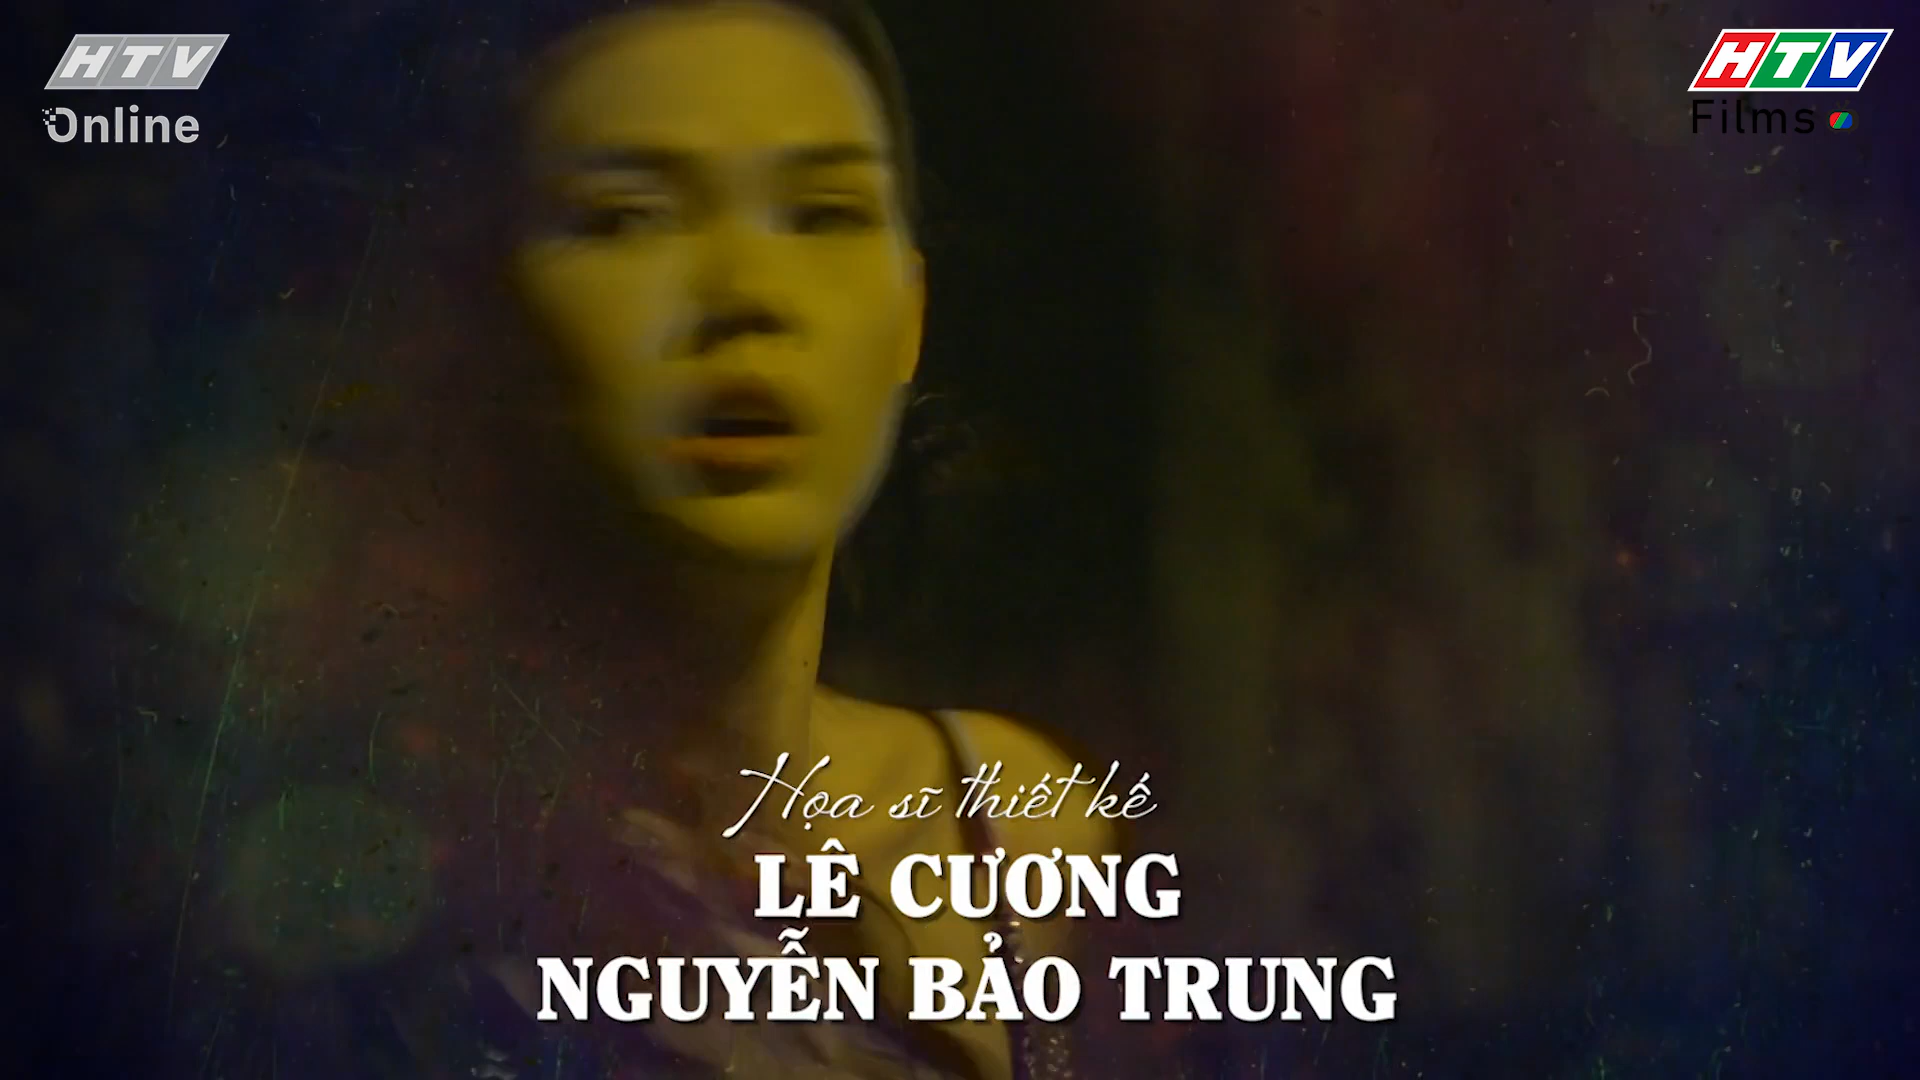 HTV
Online
HTV
Films
Họa sĩ thiết kế
LÊ CƯƠNG
NGUYỄN BẢO TRUNG